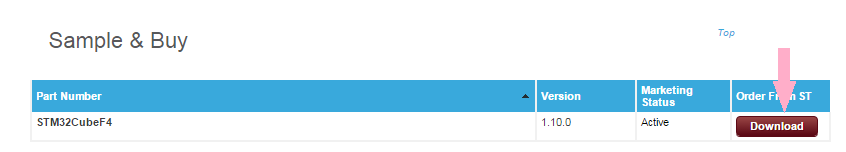 Sample & Buy
Top
Part Number
Version
Marketing
Status
Order From ST
STM32CubeF4
1.10.0
Active
Download